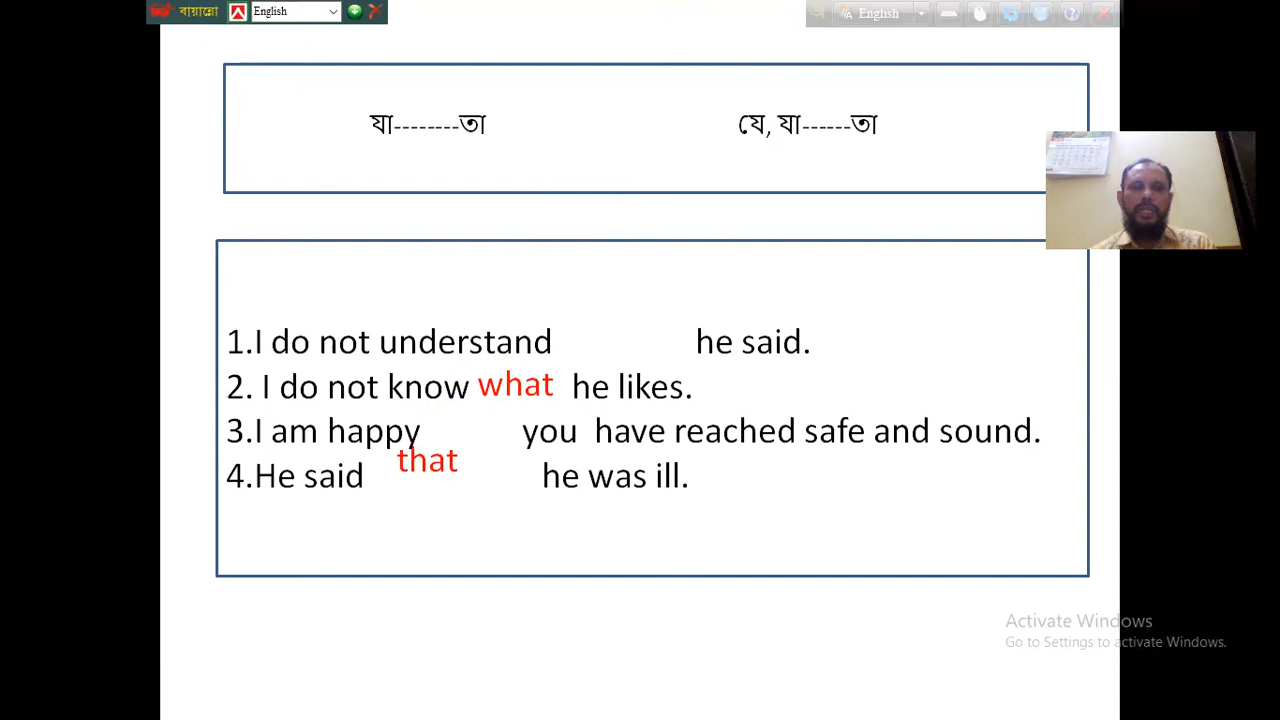 বায়ান্নো English
English
যা--------তা যে, যা------তা
1.I do not understand he said.
2. I do not know what he likes.
3.I am happy you have reached safe and sound.
that
4.He said he was ill.
Activate Windows
Go to Settings to activate Windows.